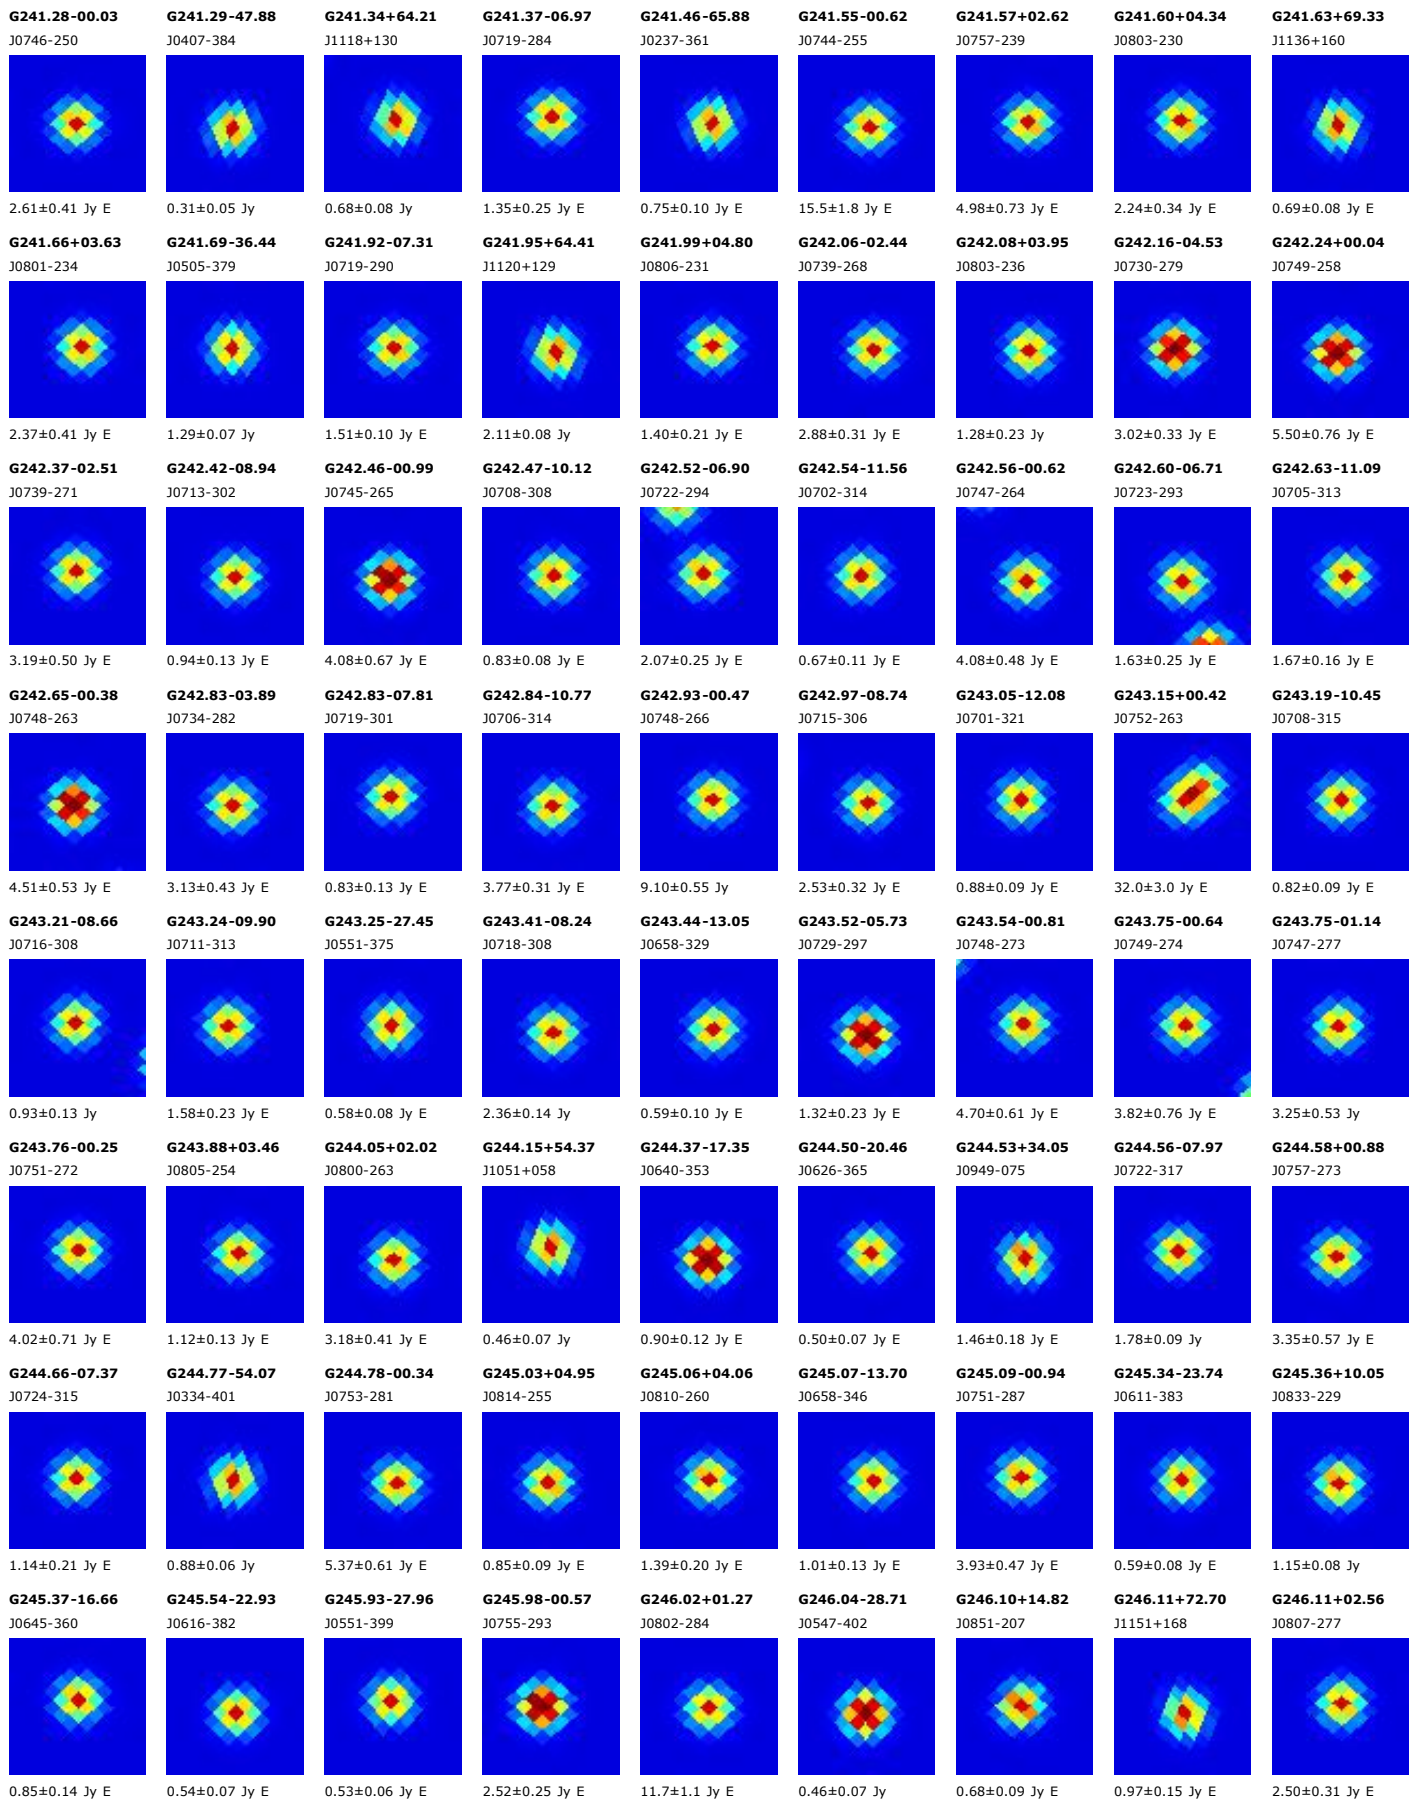 G241.28-00.03 G241.29-47.88 G241.34+64.21 G241.37-06.97 G241.46-65.88 G241.55-00.62 G241.57+02.62 G241.60+04.34 G241.63+69.33
J0746-250 J0407-384 J1118+130 J0719-284 J0237-361 J0744-255 J0757-239 J0803-230 J1136+160
2.61±0.41 Jy E 0.31±0.05 Jy 0.68±0.08 Jy 1.35±0.25 Jy E 0.75±0.10 Jy E 15.5±1.8 Jy E 4.98±0.73 Jy E 2.24±0.34 Jy E 0.69±0.08 Jy E
G241.66+03.63 G241.69-36.44 G241.92-07.31 G241.95+64.41 G241.99+04.80 G242.06-02.44 G242.08+03.95 G242.16-04.53 G242.24+00.04
J0801-234 J0505-379 J0719-290 J1120+129 J0806-231 J0739-268 J0803-236 J0730-279 J0749-258
2.37±0.41 Jy E 1.29±0.07 Jy 1.51±0.10 Jy E 2.11±0.08 Jy 1.40±0.21 Jy E 2.88±0.31 Jy E 1.28±0.23 Jy 3.02±0.33 Jy E 5.50±0.76 Jy E
G242.37-02.51 G242.42-08.94 G242.46-00.99 G242.47-10.12 G242.52-06.90 G242.54-11.56 G242.56-00.62 G242.60-06.71 G242.63-11.09
J0739-271 J0713-302 J0745-265 J0708-308 J0722-294 J0702-314 J0747-264 J0723-293 J0705-313
3.19±0.50 Jy E 0.94±0.13 Jy E 4.08±0.67 Jy E 0.83±0.08 Jy E 2.07±0.25 Jy E 0.67±0.11 Jy E 4.08±0.48 Jy E 1.63±0.25 Jy E 1.67±0.16 Jy E
G242.65-00.38 G242.83-03.89 G242.83-07.81 G242.84-10.77 G242.93-00.47 G242.97-08.74 G243.05-12.08 G243.15+00.42 G243.19-10.45
J0748-263 J0734-282 J0719-301 J0706-314 J0748-266 J0715-306 J0701-321 J0752-263 J0708-315
4.51±0.53 Jy E 3.13±0.43 Jy E 0.83±0.13 Jy E 3.77±0.31 Jy E 9.10±0.55 Jy 2.53±0.32 Jy E 0.88±0.09 Jy E 32.0±3.0 Jy E 0.82±0.09 Jy E
G243.21-08.66 G243.24-09.90 G243.25-27.45 G243.41-08.24 G243.44-13.05 G243.52-05.73 G243.54-00.81 G243.75-00.64 G243.75-01.14
J0716-308 J0711-313 J0551-375 J0718-308 J0658-329 J0729-297 J0748-273 J0749-274 J0747-277
0.93±0.13 Jy 1.58±0.23 Jy E 0.58±0.08 Jy E 2.36±0.14 Jy 0.59±0.10 Jy E 1.32±0.23 Jy E 4.70±0.61 Jy E 3.82±0.76 Jy E 3.25±0.53 Jy
G243.76-00.25 G243.88+03.46 G244.05+02.02 G244.15+54.37 G244.37-17.35 G244.50-20.46 G244.53+34.05 G244.56-07.97 G244.58+00.88
J0751-272 J0805-254 J0800-263 J1051+058 J0640-353 J0626-365 J0949-075 J0722-317 J0757-273
4.02±0.71 Jy E 1.12±0.13 Jy E 3.18±0.41 Jy E 0.46±0.07 Jy 0.90±0.12 Jy E 0.50±0.07 Jy E 1.46±0.18 Jy E 1.78±0.09 Jy 3.35±0.57 Jy E
G244.66-07.37 G244.77-54.07 G244.78-00.34 G245.03+04.95 G245.06+04.06 G245.07-13.70 G245.09-00.94 G245.34-23.74 G245.36+10.05
J0724-315 J0334-401 J0753-281 J0814-255 J0810-260 J0658-346 J0751-287 J0611-383 J0833-229
1.14±0.21 Jy E 0.88±0.06 Jy 5.37±0.61 Jy E 0.85±0.09 Jy E 1.39±0.20 Jy E 1.01±0.13 Jy E 3.93±0.47 Jy E 0.59±0.08 Jy E 1.15±0.08 Jy
G245.37-16.66 G245.54-22.93 G245.93-27.96 G245.98-00.57 G246.02+01.27 G246.04-28.71 G246.10+14.82 G246.11+72.70 G246.11+02.56
J0645-360 J0616-382 J0551-399 J0755-293 J0802-284 J0547-402 J0851-207 J1151+168 J0807-277
0.85±0.14 Jy E 0.54±0.07 Jy E 0.53±0.06 Jy E 2.52±0.25 Jy E 11.7±1.1 Jy E 0.46±0.07 Jy 0.68±0.09 Jy E 0.97±0.15 Jy E 2.50±0.31 Jy E